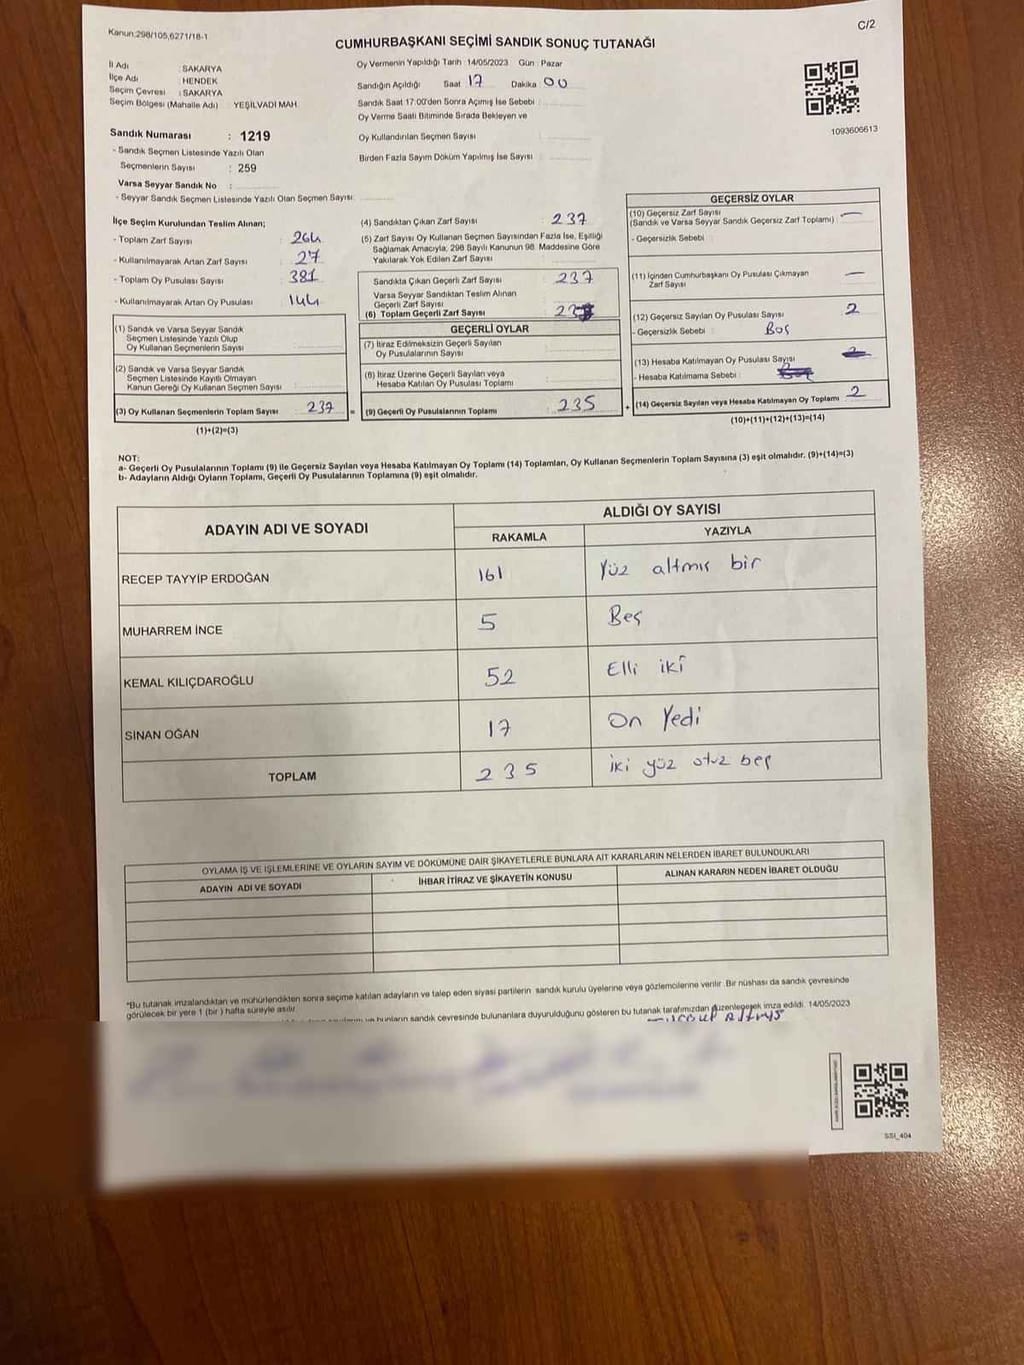 Kanun:298/105,6271/18-1
C/2
CUMHURBAŞKANI SEÇİMİ SANDIK SONUÇ TUTANAĞI
İl Adı : SAKARYA
İlçe Adı : HENDEK
Seçim Çevresi : SAKARYA
Seçim Bölgesi (Mahalle Adı) YEŞİLVADİ MAH
Sandık Numarası : 1219
- Sandık Seçmen Listesinde Yazılı Olan
Seçmenlerin Sayısı : 259
Varsa Seyyar Sandık No :
- Seyyar Sandık Seçmen Listesinde Yazılı Olan Seçmen Sayısı:
Oy Vermenin Yapıldığı Tarih :14/05/2023 Gün : Pazar
Sandığın Açıldığı Saat 17 Dakika 00
Sandık Saat 17:00'den Sonra Açımış İse Sebebi :
Oy Verme Saati Bitiminde Sırada Bekleyen ve
Oy Kullandırılan Seçmen Sayısı :
Birden Fazla Sayım Döküm Yapılmış İse Sayısı :
1093606613
İlçe Seçim Kurulundan Teslim Alınan;
- Toplam Zarf Sayısı : 264
- Kullanılmayarak Artan Zarf Sayısı : 27
- Toplam Oy Pusulası Sayısı : 381
- Kullanılmayarak Artan Oy Pusulası : 144
(1) Sandık ve Varsa Seyyar Sandık
Seçmen Listesinde Yazılı Olup
Oy Kullanan Seçmenlerin Sayısı :
(2) Sandık ve Varsa Seyyar Sandık
Seçmen Listesinde Kayıtlı Olmayan
Kanun Gereği Oy Kullanan Seçmen Sayısı :
(3) Oy Kullanan Seçmenlerin Toplam Sayısı : 237 =
(1)+(2)=(3)
(4) Sandıktan Çıkan Zarf Sayısı : 237
(5) Zarf Sayısı Oy Kullanan Seçmen Sayısından Fazla İse, Eşitliği
Sağlamak Amacıyla, 298 Sayılı Kanunun 98. Maddesine Göre
Yakılarak Yok Edilen Zarf Sayısı :
Sandıkta Çıkan Geçerli Zarf Sayısı : 237
Varsa Seyyar Sandıktan Teslim Alınan
Geçerli Zarf Sayısı :
(6) Toplam Geçerli Zarf Sayısı : 237
GEÇERLİ OYLAR
(7) İtiraz Edilmeksizin Geçerli Sayılan
Oy Pusulalarının Sayısı :
(8) İtiraz Üzerine Geçerli Sayılan veya
Hesaba Katılan Oy Pusulası Toplamı :
(9) Geçerli Oy Pusulalarının Toplamı : 235 +
GEÇERSİZ OYLAR
(10) Geçersiz Zarf Sayısı : —
(Sandık ve Varsa Seyyar Sandık Geçersiz Zarf Toplamı)
- Geçersizlik Sebebi :
(11) İçinden Cumhurbaşkanı Oy Pusulası Çıkmayan
Zarf Sayısı : —
(12) Geçersiz Sayılan Oy Pusulası Sayısı : 2
- Geçersizlik Sebebi : Boş
(13) Hesaba Katılmayan Oy Pusulası Sayısı
- Hesaba Katılmama Sebebi :
(14) Geçersiz Sayılan veya Hesaba Katılmayan Oy Toplamı : 2
(10)+(11)+(12)+(13)=(14)
NOT:
a- Geçerli Oy Pusulalarının Toplamı (9) ile Geçersiz Sayılan veya Hesaba Katılmayan Oy Toplamı (14) Toplamları, Oy Kullanan Seçmenlerin Toplam Sayısına (3) eşit olmalıdır. (9)+(14)=(3)
b- Adayların Aldığı Oyların Toplamı, Geçerli Oy Pusulalarının Toplamına (9) eşit olmalıdır.
ADAYIN ADI VE SOYADI
ALDIĞI OY SAYISI
RAKAMLA YAZIYLA
RECEP TAYYİP ERDOĞAN 161 Yüz altmış bir
MUHARREM İNCE 5 Beş
KEMAL KILIÇDAROĞLU 52 Elli iki
SİNAN OĞAN 17 On Yedi
TOPLAM 235 iki yüz otuz beş
OYLAMA İŞ VE İŞLEMLERİNE VE OYLARIN SAYIM VE DÖKÜMÜNE DAİR ŞİKAYETLERLE BUNLARA AİT KARARLARIN NELERDEN İBARET BULUNDUKLARI
ADAYIN ADI VE SOYADI İHBAR İTİRAZ VE ŞİKAYETİN KONUSU ALINAN KARARIN NEDEN İBARET OLDUĞU
*Bu tutanak imzalandıktan ve mühürlendikten sonra seçime katılan adayların ve talep eden siyasi partilerin sandık kurulu üyelerine veya gözlemcilerine verilir. Bir nüshası da sandık çevresinde
görülecek bir yere 1 (bir ) hafta süreyle asılır.
ve bunların sandık çevresinde bulunanlara duyurulduğunu gösteren bu tutanak tarafımızdan düzenlegeçek imza edildi. 14/05/2023
SSI_404